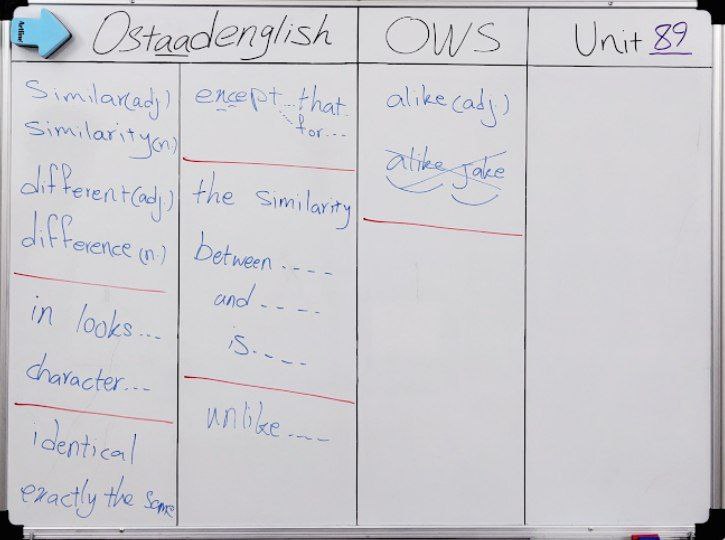 Artline
Ostaadenglish
OWS
Unit 89
Similar(adj)
similarity(n)
different(adj.)
difference (n.)
in looks...
character...
identical
exactly the same
except...that.
for...
the similarity
between ....
and ....
is....
unlike ....
alike (adj.)
alike jake